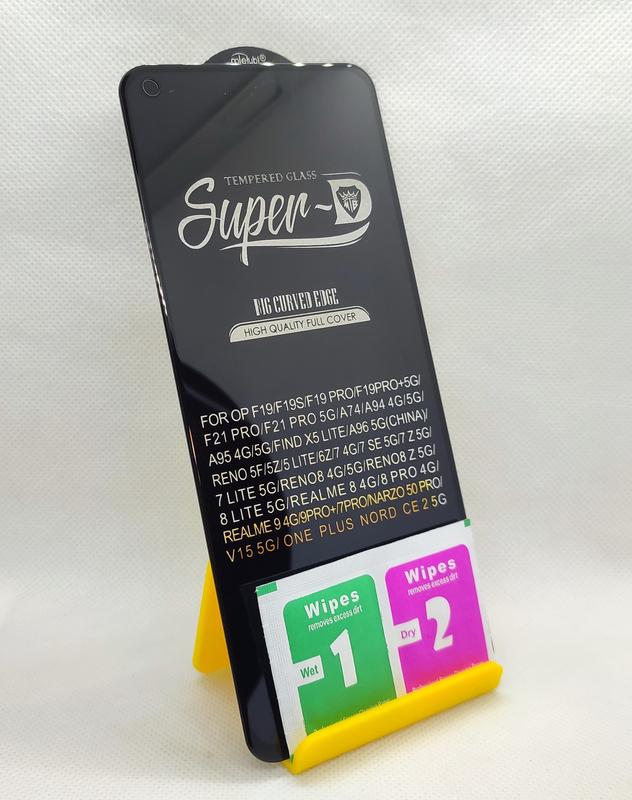 mietubl®
TEMPERED GLASS
Super-D
MTB
M16 CURVED EDGE
HIGH QUALITY FULL COVER
FOR OP F19/F19S/F19 PRO/F19PRO+5G/
F21 PRO/F21 PRO 5G/A74/A94 4G/5G/
A95 4G/5G/FIND X5 LITE/A96 5G(CHINA)/
RENO 5F/5Z/5 LITE/6Z/7 4G/7 SE 5G/7 Z 5G/
7 LITE 5G/RENO8 4G/5G/RENO8 Z 5G/
8 LITE 5G/REALME 8 4G/8 PRO 4G/
REALME 9 4G/9PRO+/7PRO/NARZO 50 PRO/
V15 5G/ ONE PLUS NORD CE 2 5G
Wipes
removes excess dirt
Wet
1
Wipes
removes excess dirt
Dry
2